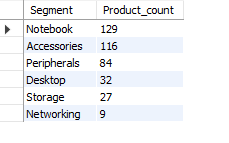 Segment Product_count
Notebook 129
Accessories 116
Peripherals 84
Desktop 32
Storage 27
Networking 9